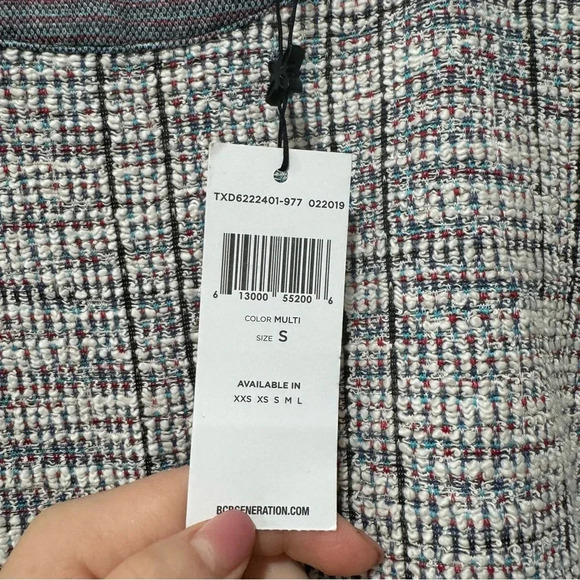 TXD6222401-977 022019
6 13000 55200 6
COLOR MULTI
SIZE S
AVAILABLE IN
XXS XS S M L
BCBGENERATION.COM